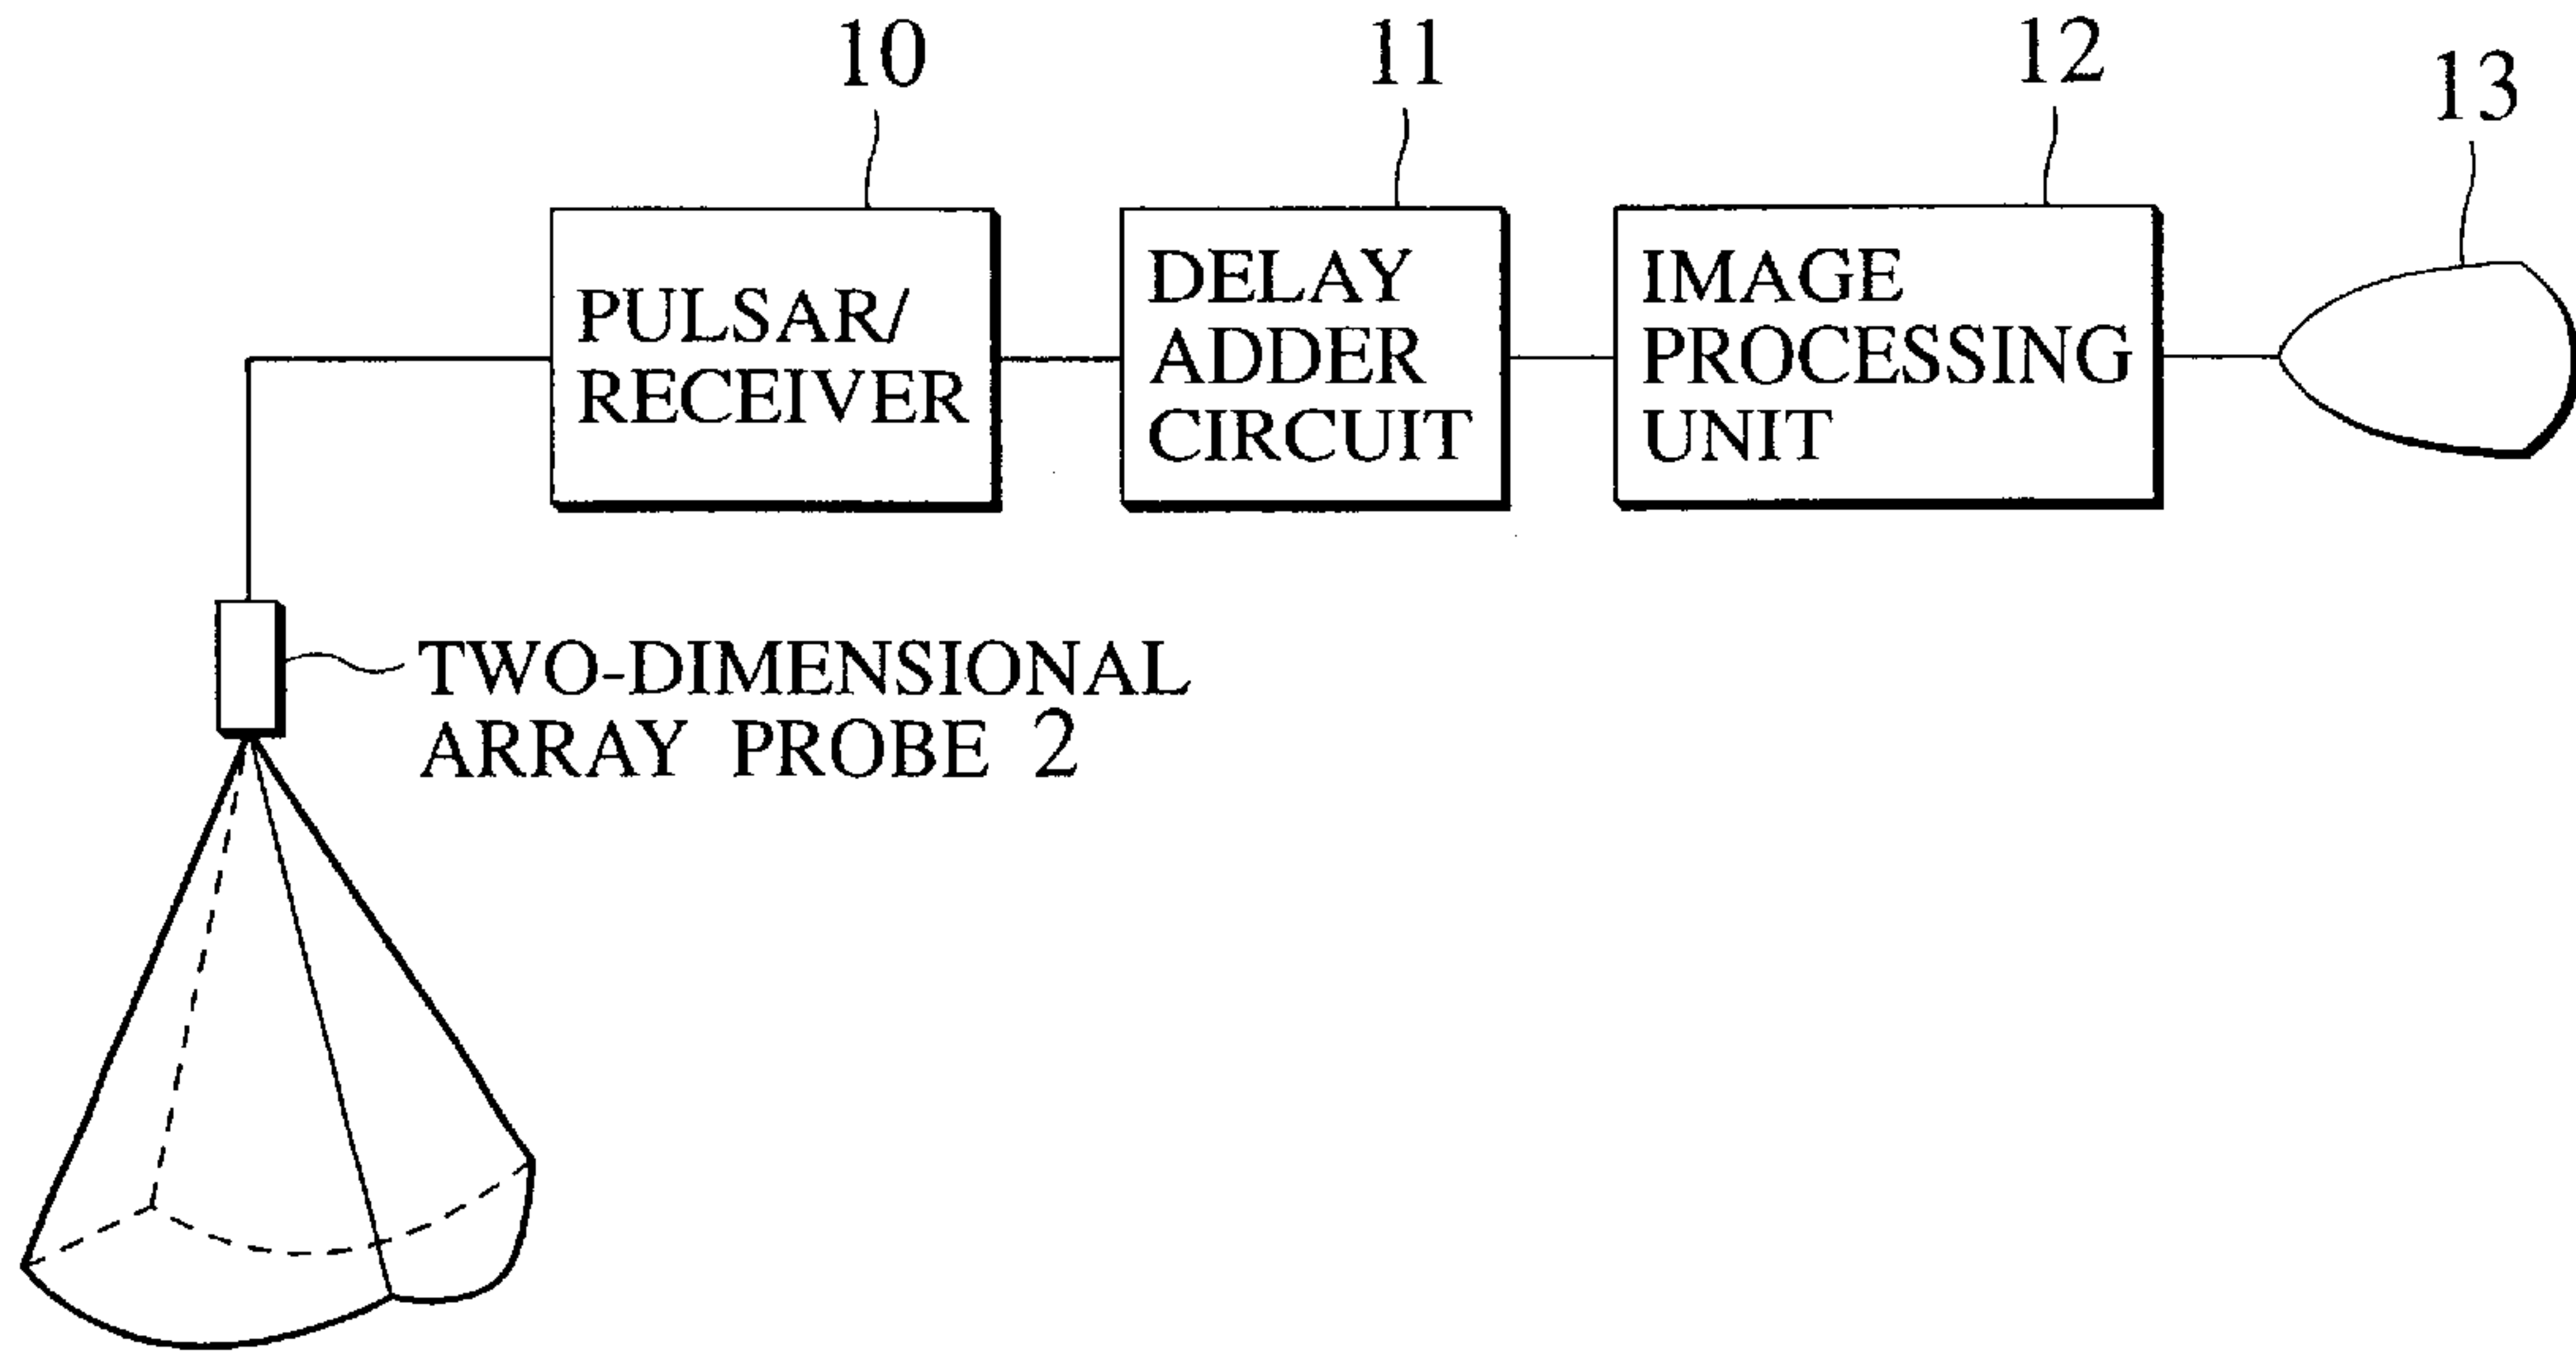 10
11
12
13
PULSAR/
RECEIVER
DELAY
ADDER
CIRCUIT
IMAGE
PROCESSING
UNIT
TWO-DIMENSIONAL
ARRAY PROBE 2